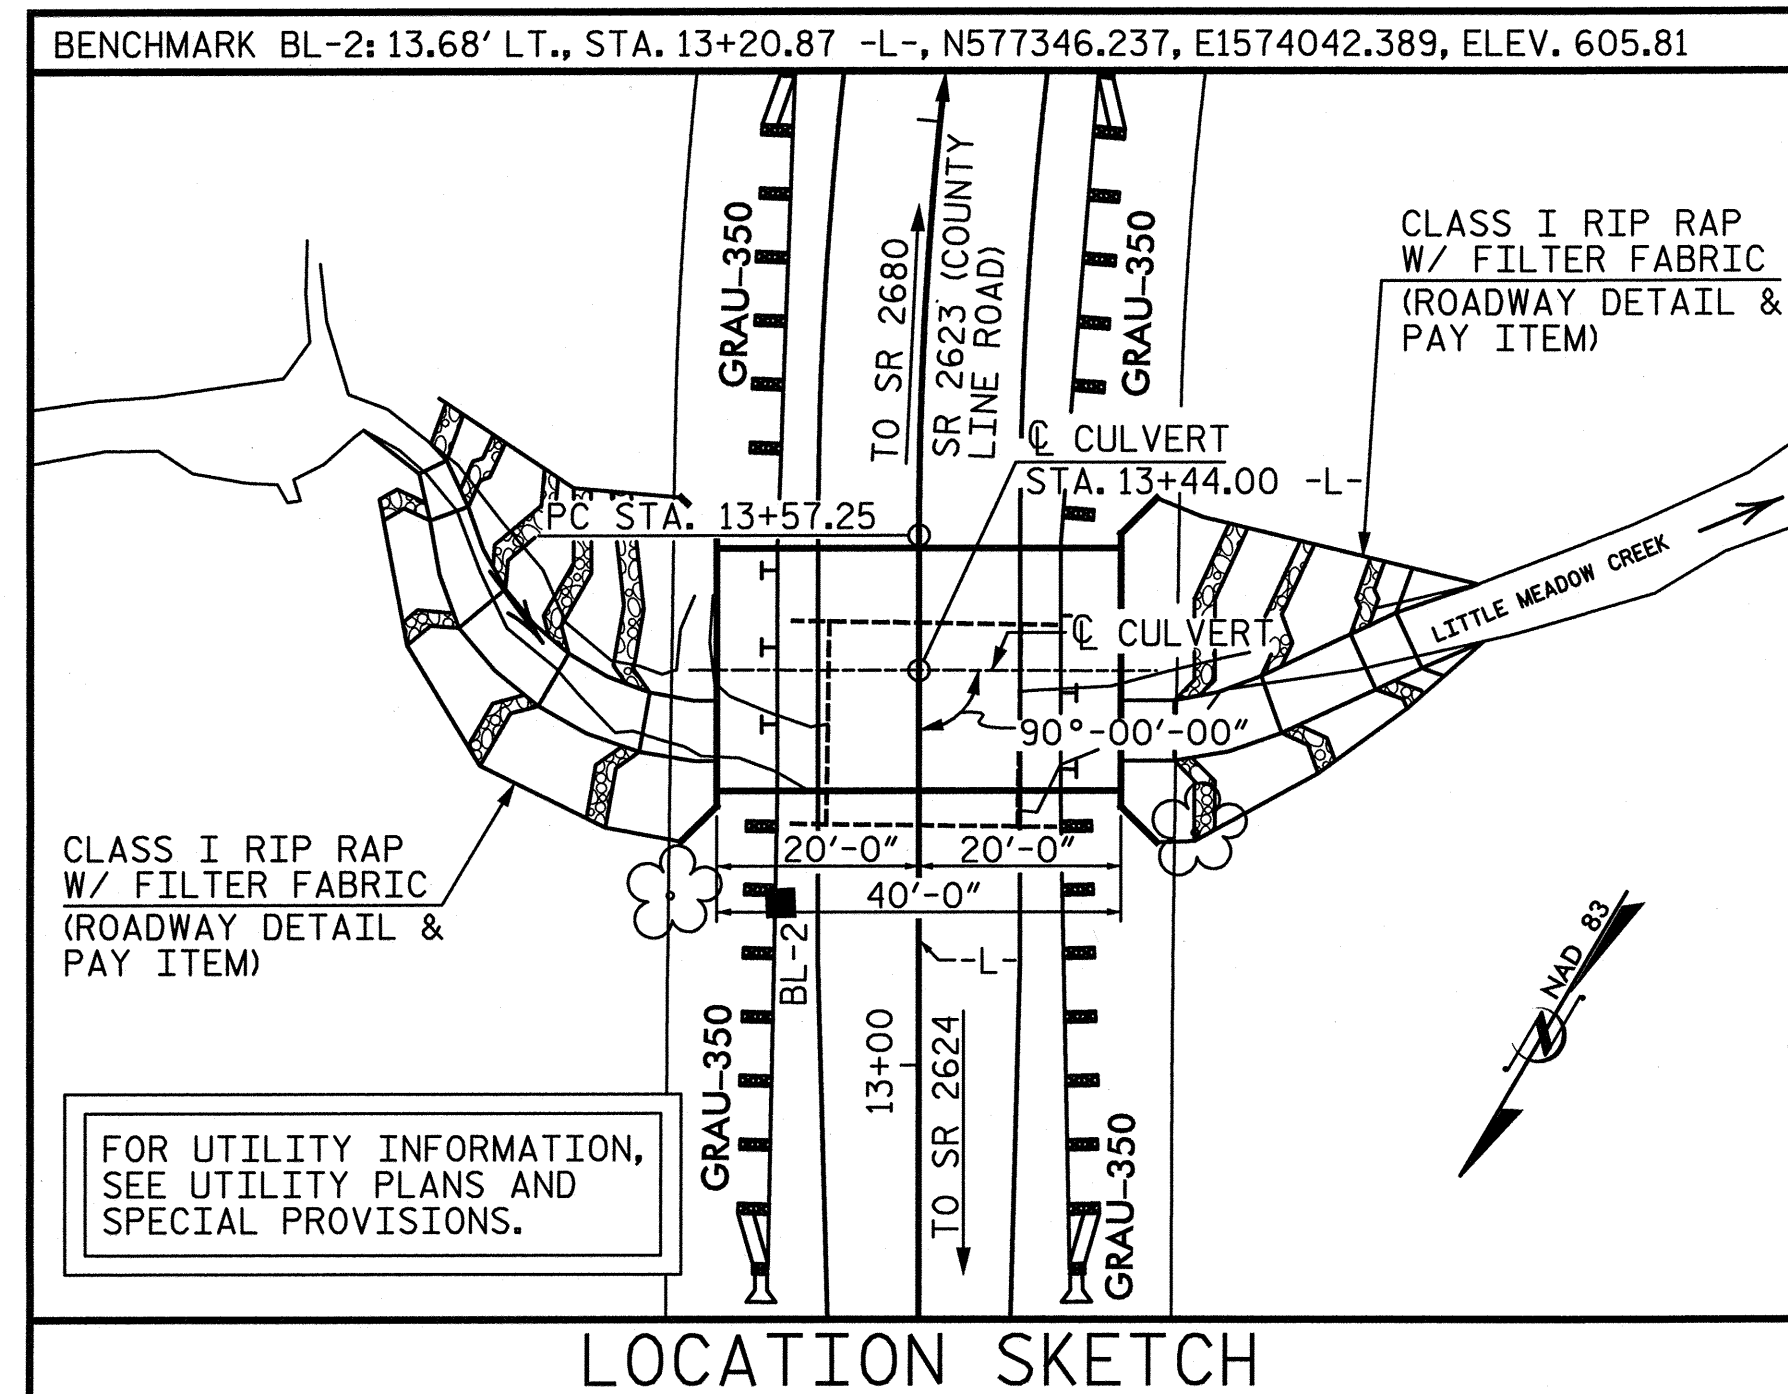 BENCHMARK BL-2: 13.68' LT., STA. 13+20.87 -L-, N577346.237, E1574042.389, ELEV. 605.81
L
GRAU-350
TO SR 2680
SR 2623 (COUNTY
LINE ROAD)
GRAU-350
CLASS I RIP RAP
W/ FILTER FABRIC
(ROADWAY DETAIL &
PAY ITEM)
℄ CULVERT
STA. 13+44.00 -L-
PC STA. 13+57.25
LITTLE MEADOW CREEK
℄ CULVERT
90°-00'-00"
20'-0"
20'-0"
40'-0"
CLASS I RIP RAP
W/ FILTER FABRIC
(ROADWAY DETAIL &
PAY ITEM)
BL-2
-L-
NAD 83
N
GRAU-350
13+00
TO SR 2624
GRAU-350
FOR UTILITY INFORMATION,
SEE UTILITY PLANS AND
SPECIAL PROVISIONS.
LOCATION SKETCH